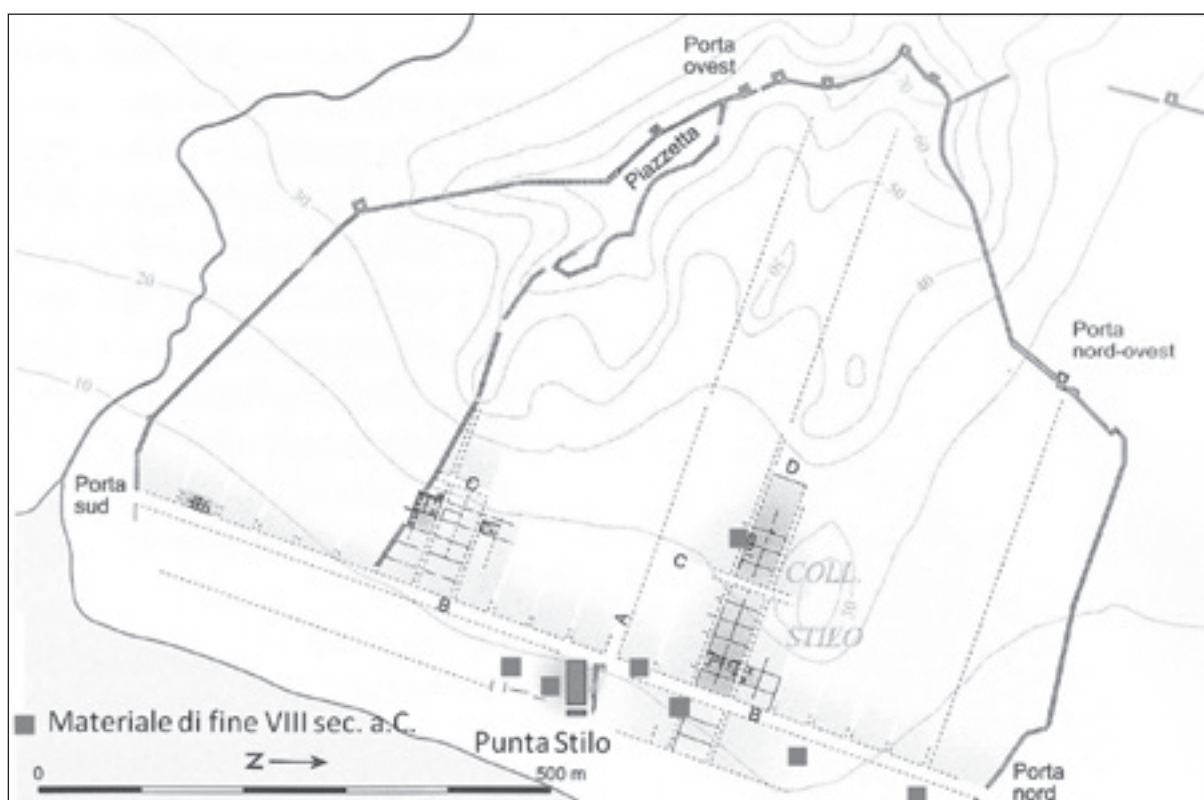 Porta
ovest
Piazzetta
70
60
50
30
40
20
10
Porta
nord-ovest
Porta
sud
C
D
C
COLL.
STILO
30
B
A
B
Materiale di fine VIII sec. a.C.
Punta Stilo
N
0
500 m
Porta
nord